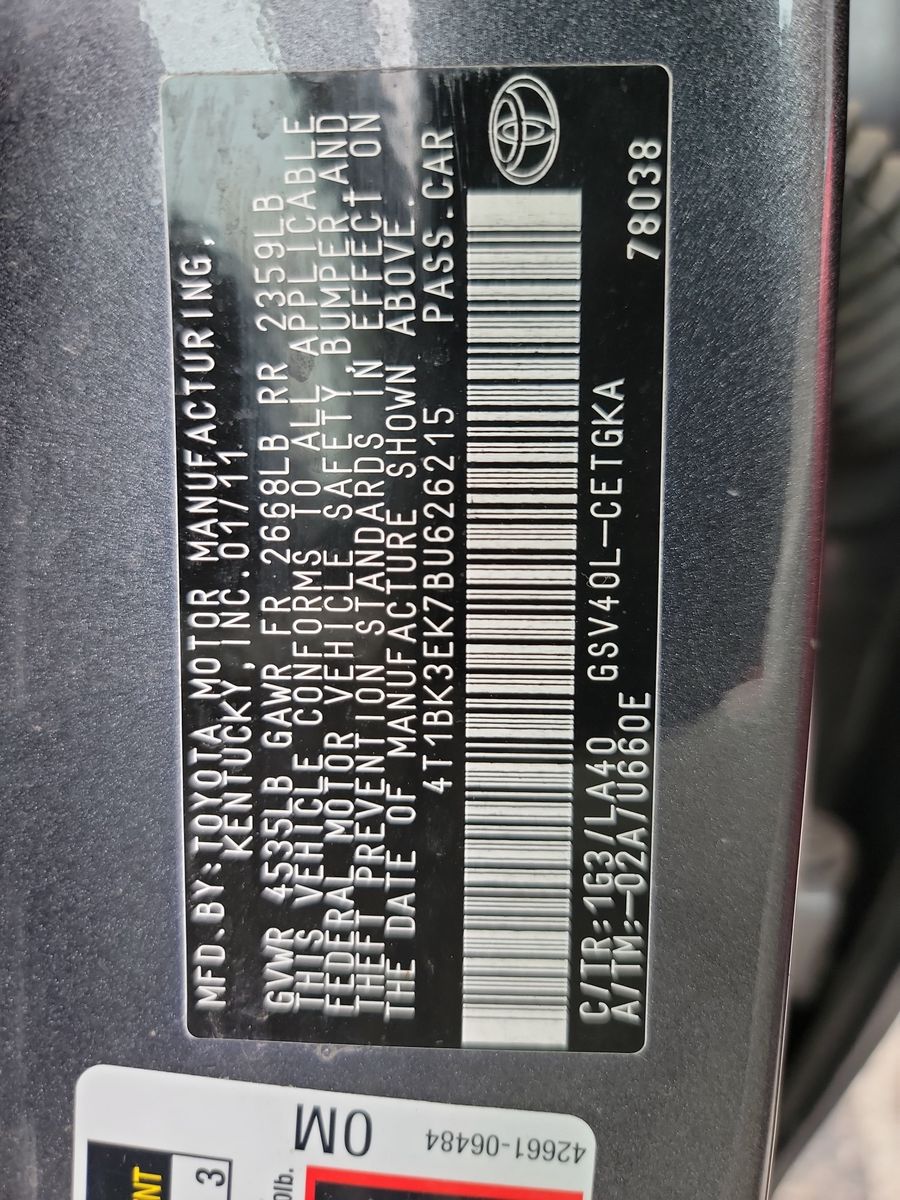 MFD.BY:TOYOTA MOTOR MANUFACTURING,
KENTUCKY,INC. 01/11
GVWR 4535LB GAWR FR 2668LB RR 2359LB
THIS VEHICLE CONFORMS TO ALL APPLICABLE
FEDERAL MOTOR VEHICLE SAFETY,BUMPER,AND
THEFT PREVENTION STANDARDS IN EFFECT ON
THE DATE OF MANUFACTURE SHOWN ABOVE.
4T1BK3EK7BU626215 PASS.CAR
C/TR:1G3/LA40 GSV40L-CETGKA 78038
A/TM:-02A/U660E
0M
42661-06484
NT
3
0lb.